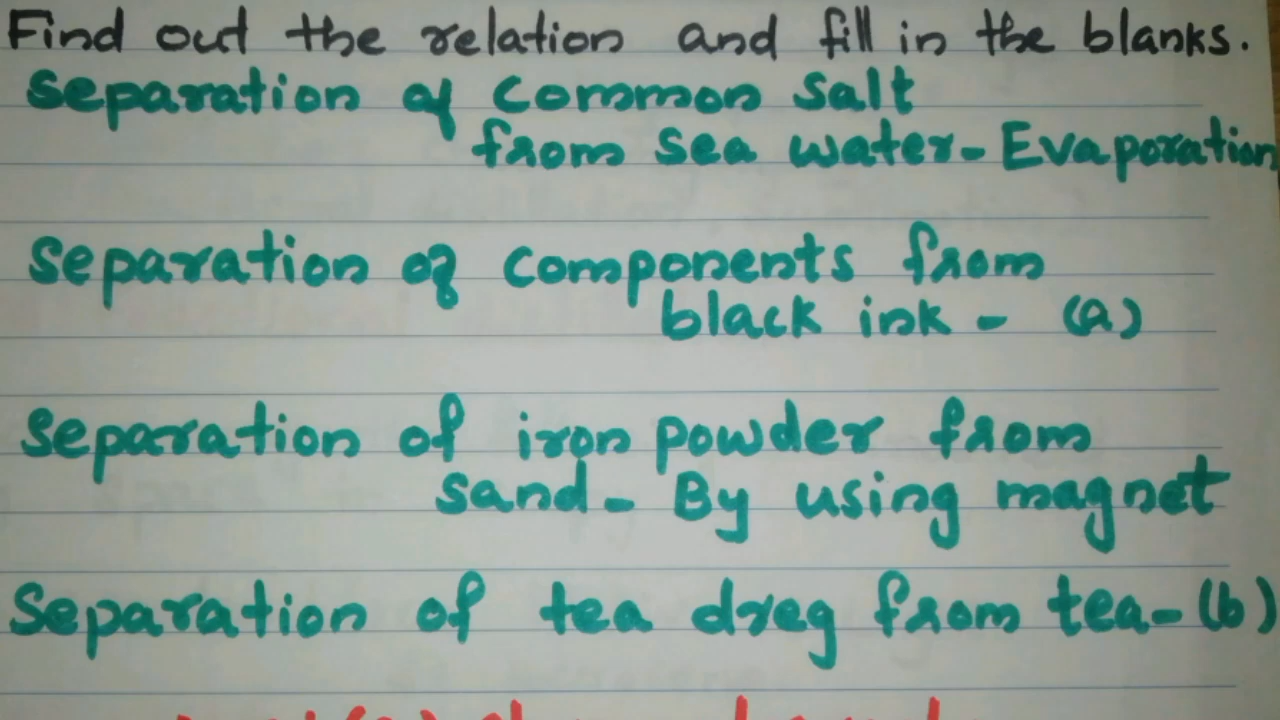 Find out the relation and fill in the blanks.
Separation of Common Salt
from sea water - Evaporation
Separation of components from
black ink - (a)
Separation of iron powder from
sand - By using magnet
Separation of tea dreg from tea - (b)